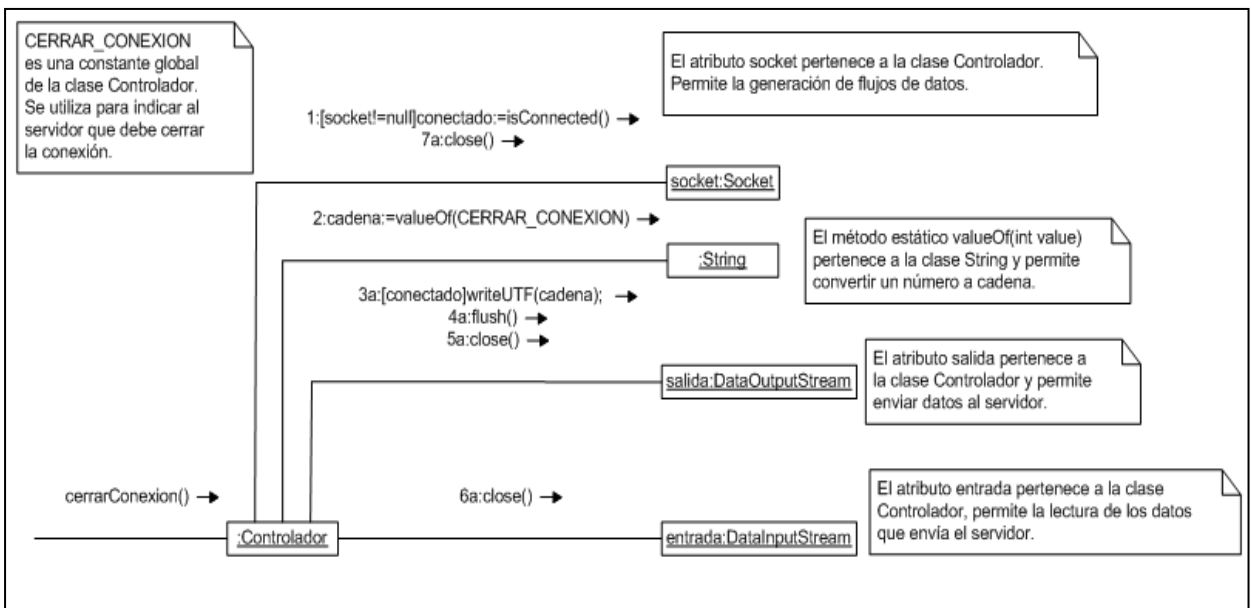 CERRAR_CONEXION
es una constante global
de la clase Controlador.
Se utiliza para indicar al
servidor que debe cerrar
la conexión.
El atributo socket pertenece a la clase Controlador.
Permite la generación de flujos de datos.
1:[socket!=null]conectado:=isConnected()
7a:close()
socket:Socket
2:cadena:=valueOf(CERRAR_CONEXION)
:String
El método estático valueOf(int value)
pertenece a la clase String y permite
convertir un número a cadena.
3a:[conectado]writeUTF(cadena);
4a:flush()
5a:close()
salida:DataOutputStream
El atributo salida pertenece a
la clase Controlador y permite
enviar datos al servidor.
cerrarConexion()
6a:close()
:Controlador
entrada:DataInputStream
El atributo entrada pertenece a la clase
Controlador, permite la lectura de los datos
que envía el servidor.